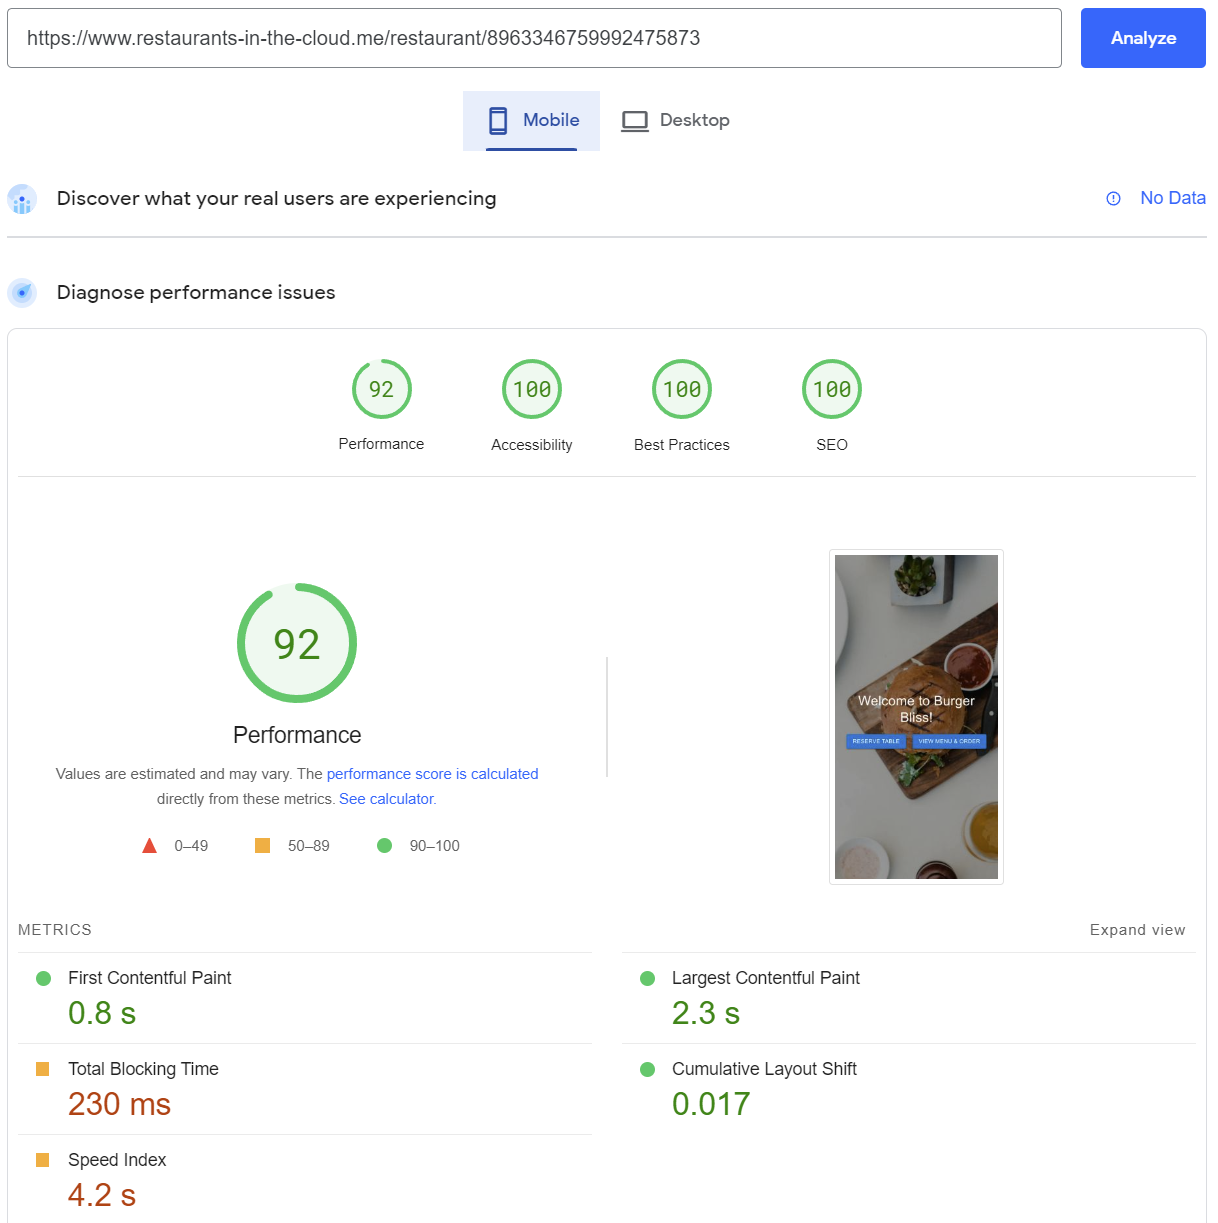 https://www.restaurants-in-the-cloud.me/restaurant/8963346759992475873
Analyze
Mobile
Desktop
Discover what your real users are experiencing
No Data
Diagnose performance issues
92
100
100
100
Performance
Accessibility
Best Practices
SEO
92
Performance
Values are estimated and may vary. The performance score is calculated
directly from these metrics. See calculator.
0–49
50–89
90–100
Welcome to Burger
Bliss!
RESERVE TABLE
VIEW MENU & ORDER
METRICS
Expand view
First Contentful Paint
0.8 s
Largest Contentful Paint
2.3 s
Total Blocking Time
230 ms
Cumulative Layout Shift
0.017
Speed Index
4.2 s